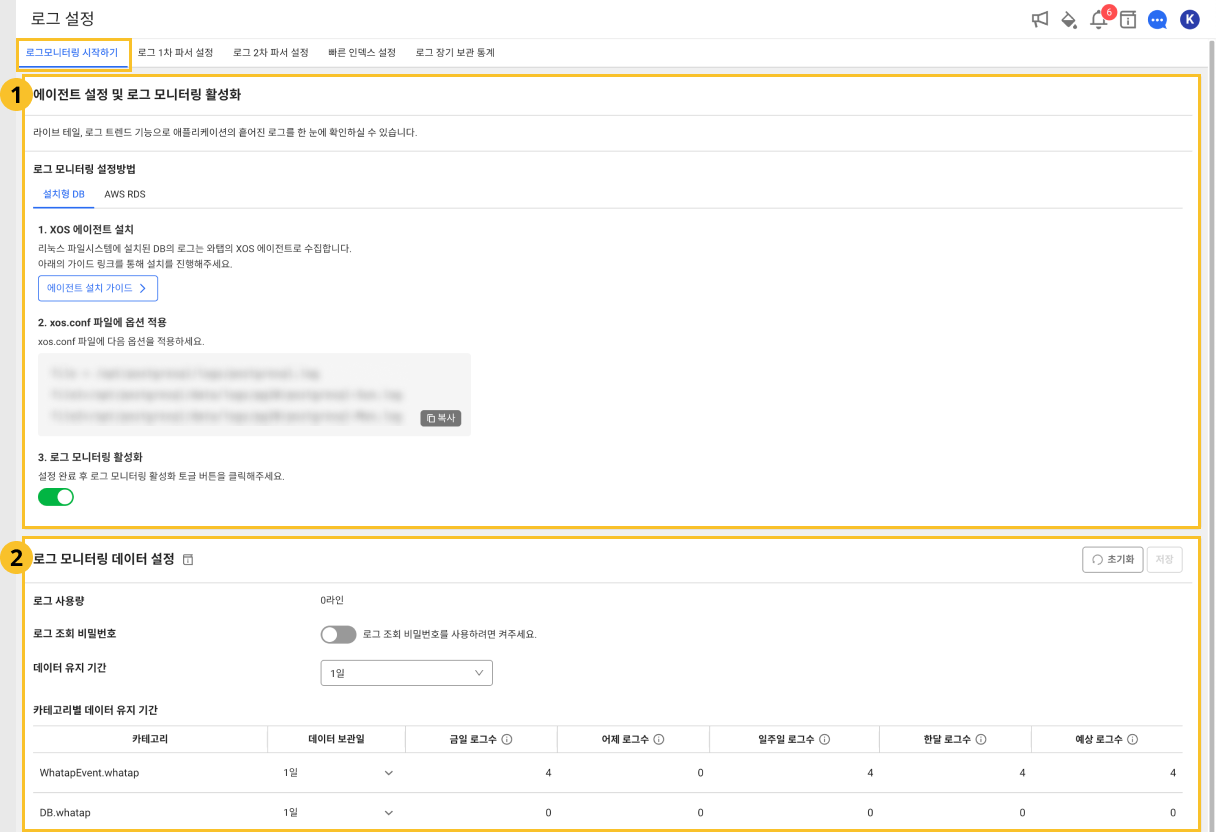 로그 설정
6
K
로그모니터링 시작하기 로그 1차 파서 설정 로그 2차 파서 설정 빠른 인덱스 설정 로그 장기 보관 통계
1
에이전트 설정 및 로그 모니터링 활성화
라이브 테일, 로그 트렌드 기능으로 애플리케이션의 흩어진 로그를 한 눈에 확인하실 수 있습니다.
로그 모니터링 설정방법
설치형 DB AWS RDS
1. XOS 에이전트 설치
리눅스 파일시스템에 설치된 DB의 로그는 와탭의 XOS 에이전트로 수집합니다.
아래의 가이드 링크를 통해 설치를 진행해주세요.
에이전트 설치 가이드
2. xos.conf 파일에 옵션 적용
xos.conf 파일에 다음 옵션을 적용하세요.
복사
3. 로그 모니터링 활성화
설정 완료 후 로그 모니터링 활성화 토글 버튼을 클릭해주세요.
2
로그 모니터링 데이터 설정 초기화 저장
로그 사용량 0라인
로그 조회 비밀번호 로그 조회 비밀번호를 사용하려면 켜주세요.
데이터 유지 기간 1일
카테고리별 데이터 유지 기간
카테고리 데이터 보관일 금일 로그수 어제 로그수 일주일 로그수 한달 로그수 예상 로그수
WhatapEvent.whatap 1일 4 0 4 4 4
DB.whatap 1일 0 0 0 0 0